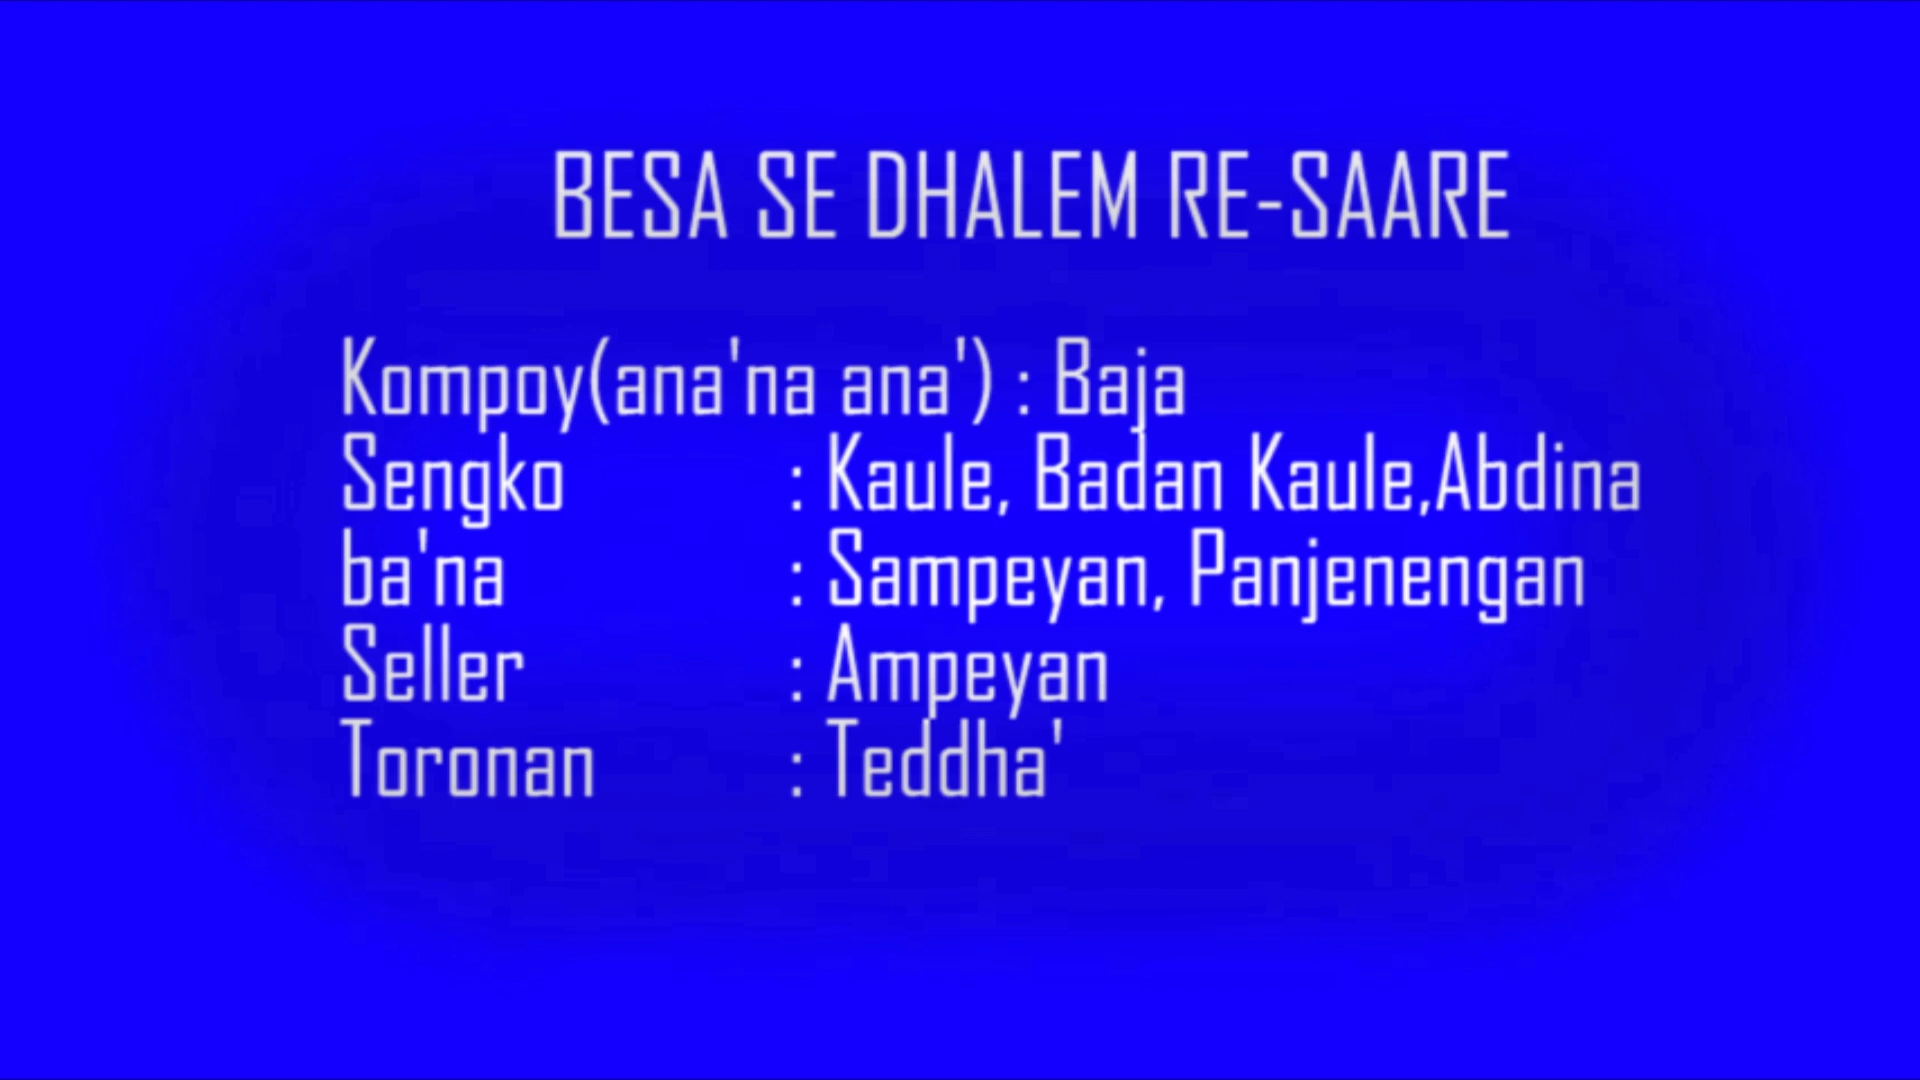 BESA SE DHALEM RE-SAARE
Kompoy(ana'na ana') : Baja
Sengko : Kaule, Badan Kaule,Abdina
ba'na : Sampeyan, Panjenengan
Seller : Ampeyan
Toronan : Teddha'